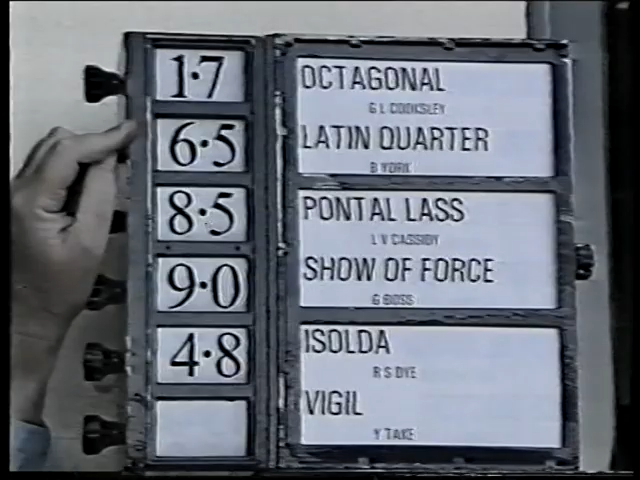 1·7 OCTAGONAL
G L COOKSLEY
6·5 LATIN QUARTER
B YORK
8·5 PONTAL LASS
L V CASSIDY
9·0 SHOW OF FORCE
G BOSS
4·8 ISOLDA
R S DYE
VIGIL
Y TAKE